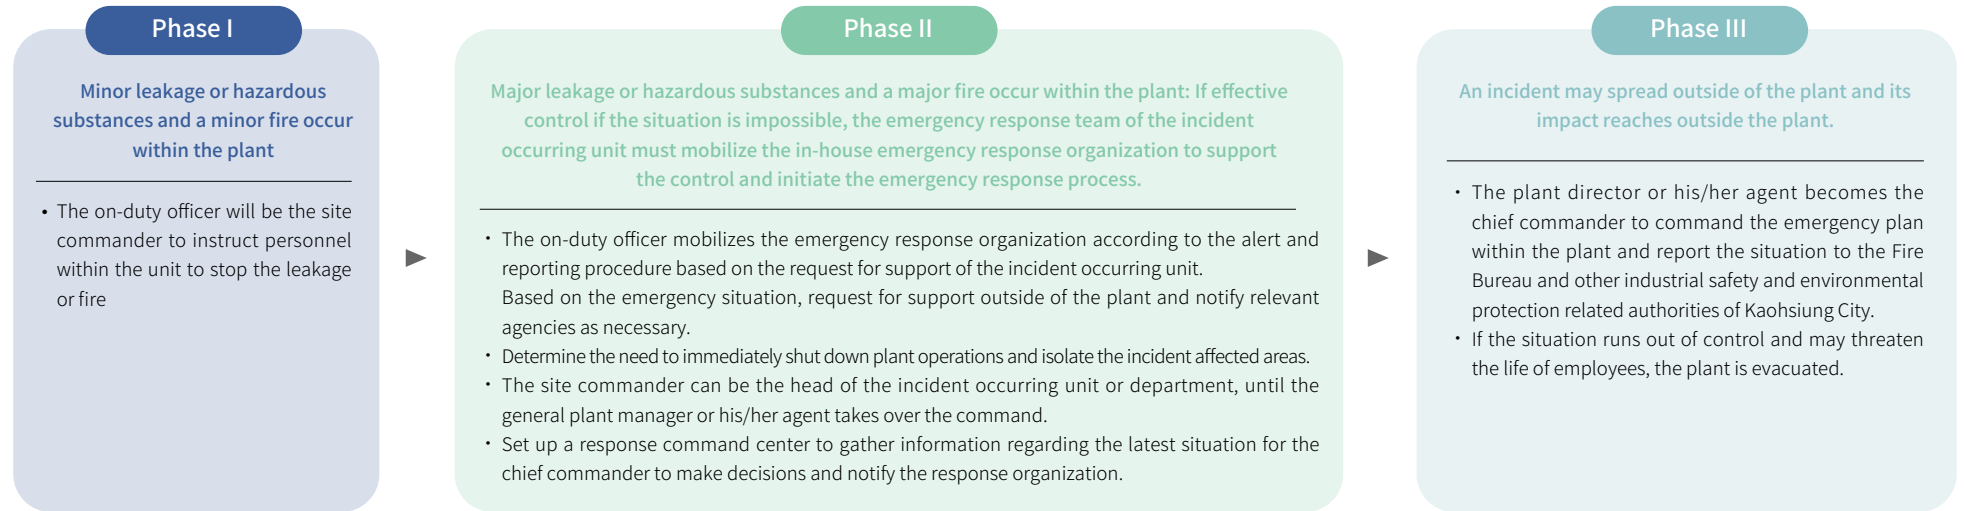 Phase I
Minor leakage or hazardous
substances and a minor fire occur
within the plant
• The on-duty officer will be the site
commander to instruct personnel
within the unit to stop the leakage
or fire
Phase II
Major leakage or hazardous substances and a major fire occur within the plant: If effective
control if the situation is impossible, the emergency response team of the incident
occurring unit must mobilize the in-house emergency response organization to support
the control and initiate the emergency response process.
• The on-duty officer mobilizes the emergency response organization according to the alert and
reporting procedure based on the request for support of the incident occurring unit.
Based on the emergency situation, request for support outside of the plant and notify relevant
agencies as necessary.
• Determine the need to immediately shut down plant operations and isolate the incident affected areas.
• The site commander can be the head of the incident occurring unit or department, until the
general plant manager or his/her agent takes over the command.
• Set up a response command center to gather information regarding the latest situation for the
chief commander to make decisions and notify the response organization.
Phase III
An incident may spread outside of the plant and its
impact reaches outside the plant.
• The plant director or his/her agent becomes the
chief commander to command the emergency plan
within the plant and report the situation to the Fire
Bureau and other industrial safety and environmental
protection related authorities of Kaohsiung City.
• If the situation runs out of control and may threaten
the life of employees, the plant is evacuated.